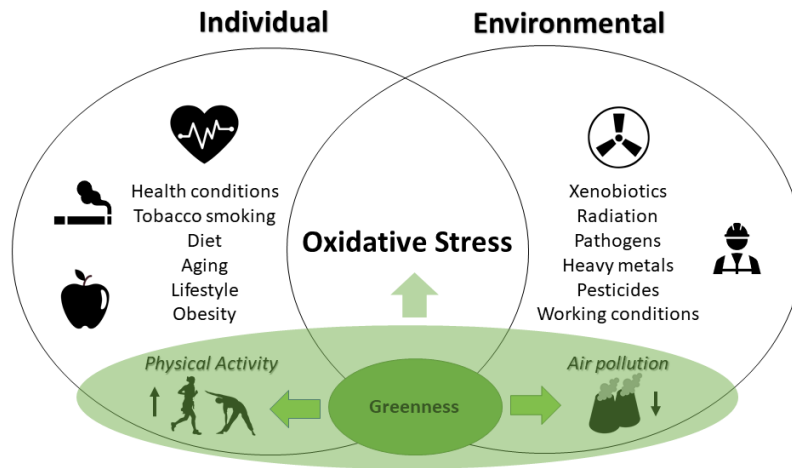 Individual
Environmental
Health conditions
Tobacco smoking
Diet
Aging
Lifestyle
Obesity
Oxidative Stress
Xenobiotics
Radiation
Pathogens
Heavy metals
Pesticides
Working conditions
Physical Activity
Greenness
Air pollution